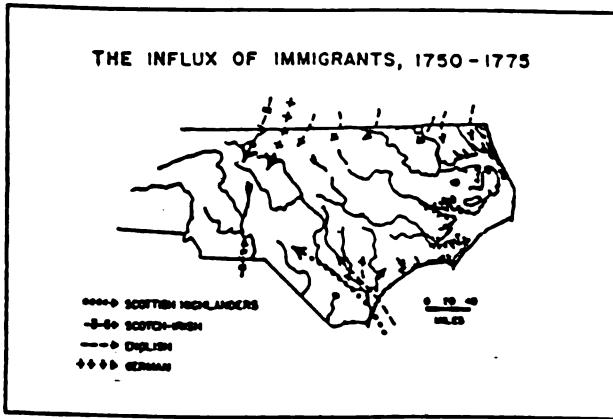 THE INFLUX OF IMMIGRANTS, 1750-1775
SCOTTISH HIGHLANDERS
SCOTCH-IRISH
ENGLISH
GERMAN
MILES